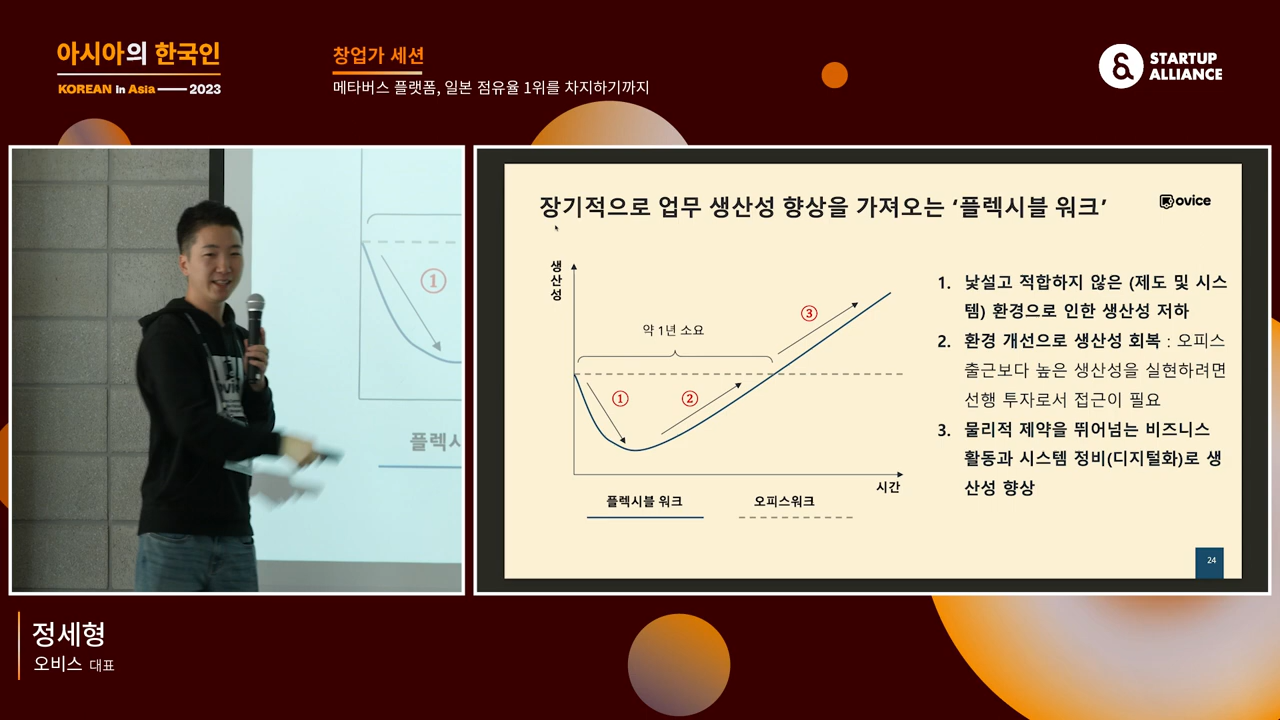 아시아의 한국인
KOREAN in Asia 2023
창업가 세션
메타버스 플랫폼, 일본 점유율 1위를 차지하기까지
STARTUP
ALLIANCE
①
플렉시
장기적으로 업무 생산성 향상을 가져오는 ‘플렉시블 워크’
ovice
생
산
성
약 1년 소요
①
②
③
시간
플렉시블 워크
오피스워크
1. 낯설고 적합하지 않은 (제도 및 시스
템) 환경으로 인한 생산성 저하
2. 환경 개선으로 생산성 회복 : 오피스
출근보다 높은 생산성을 실현하려면
선행 투자로서 접근이 필요
3. 물리적 제약을 뛰어넘는 비즈니스
활동과 시스템 정비(디지털화)로 생
산성 향상
24
정세형
오비스 대표